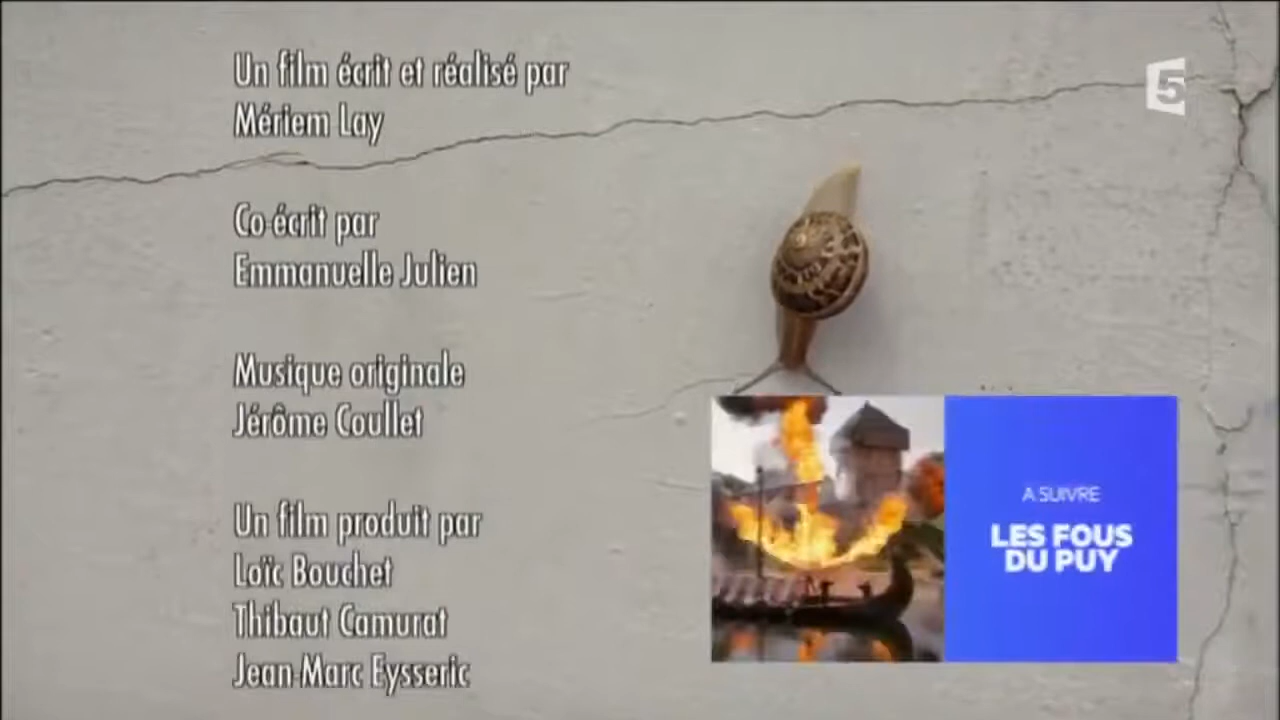 Un film écrit et réalisé par
Mériem Lay
Co-écrit par
Emmanuelle Julien
Musique originale
Jérôme Coullet
Un film produit par
Loïc Bouchet
Thibaut Camurat
Jean-Marc Eysseric
5
A SUIVRE
LES FOUS
DU PUY